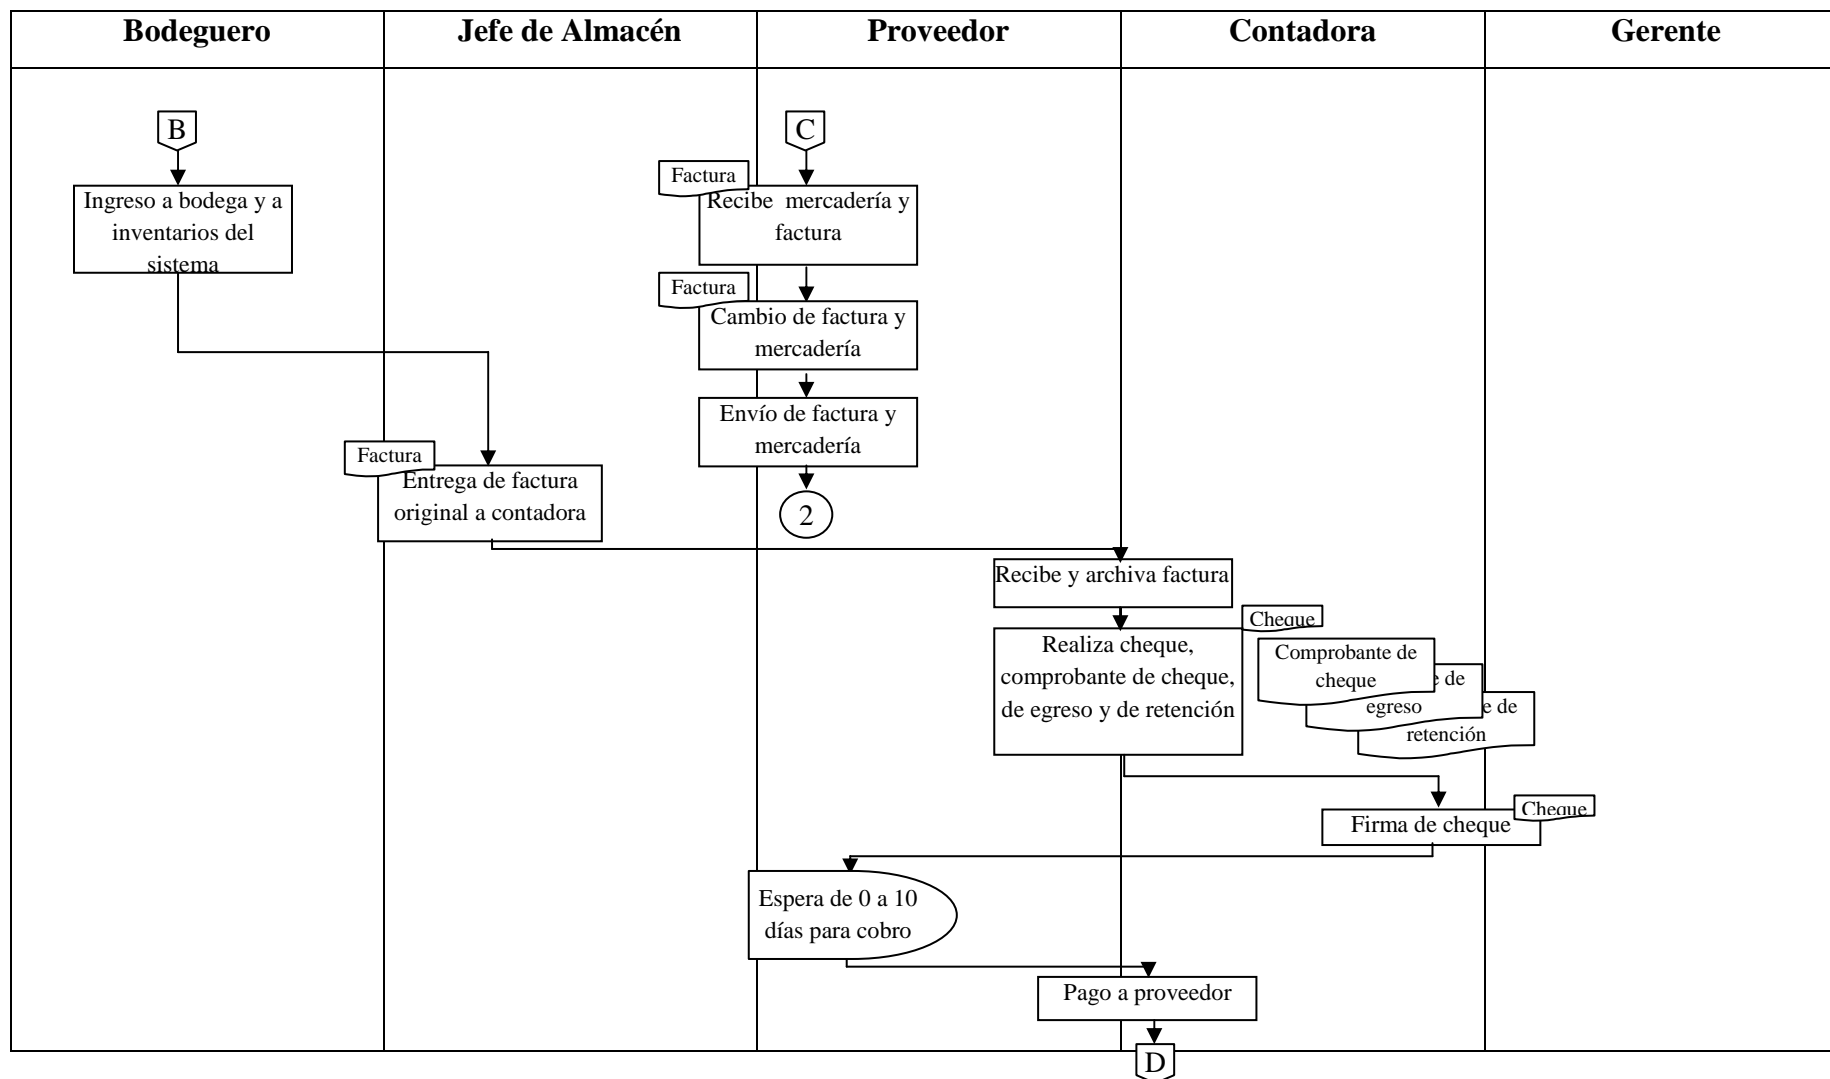 Bodeguero Jefe de Almacén Proveedor Contadora Gerente
B
C
Factura
Ingreso a bodega y a
inventarios del
sistema
Recibe mercadería y
factura
Factura
Cambio de factura y
mercadería
Envío de factura y
mercadería
Factura
Entrega de factura
original a contadora
2
Recibe y archiva factura
Cheque
Realiza cheque,
comprobante de cheque,
de egreso y de retención
Comprobante de
cheque
e de
egreso
e de
retención
Cheque
Firma de cheque
Espera de 0 a 10
días para cobro
Pago a proveedor
D